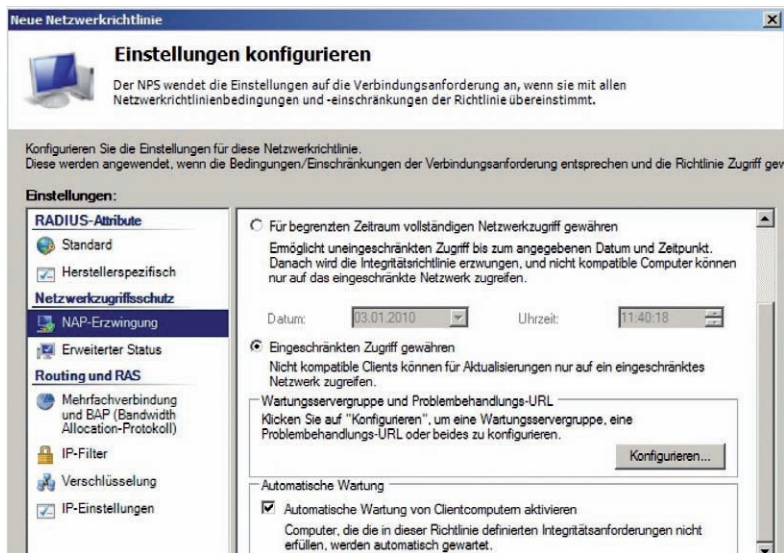 Neue Netzwerkrichtlinie
Einstellungen konfigurieren
Der NPS wendet die Einstellungen auf die Verbindungsanforderung an, wenn sie mit allen
Netzwerkrichtlinienbedingungen und -einschränkungen der Richtlinie übereinstimmt.
Konfigurieren Sie die Einstellungen für diese Netzwerkrichtlinie.
Diese werden angewendet, wenn die Bedingungen/Einschränkungen der Verbindungsanforderung entsprechen und die Richtlinie Zugriff gew
Einstellungen:
RADIUS-Attribute
Standard
Herstellerspezifisch
Netzwerkzugriffsschutz
NAP-Erzwingung
Erweiterter Status
Routing und RAS
Mehrfachverbindung
und BAP (Bandwidth
Allocation-Protokoll)
IP-Filter
Verschlüsselung
IP-Einstellungen
Für begrenzten Zeitraum vollständigen Netzwerkzugriff gewähren
Ermöglicht uneingeschränkten Zugriff bis zum angegebenen Datum und Zeitpunkt.
Danach wird die Integritätsrichtlinie erzwungen, und nicht kompatible Computer können
nur auf das eingeschränkte Netzwerk zugreifen.
Datum: 03.01.2010 Uhrzeit: 11:40:18
Eingeschränkten Zugriff gewähren
Nicht kompatible Clients können für Aktualisierungen nur auf ein eingeschränktes
Netzwerk zugreifen.
Wartungsservergruppe und Problembehandlungs-URL
Klicken Sie auf "Konfigurieren", um eine Wartungsservergruppe, eine
Problembehandlungs-URL oder beides zu konfigurieren.
Konfigurieren...
Automatische Wartung
Automatische Wartung von Clientcomputern aktivieren
Computer, die die in dieser Richtlinie definierten Integritätsanforderungen nicht
erfüllen, werden automatisch gewartet.